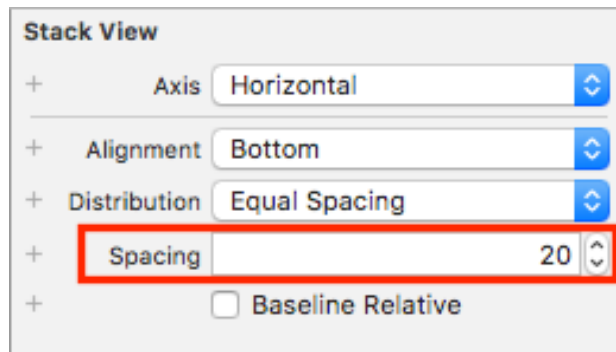 Stack View
+ Axis Horizontal
+ Alignment Bottom
+ Distribution Equal Spacing
+ Spacing 20
+ Baseline Relative